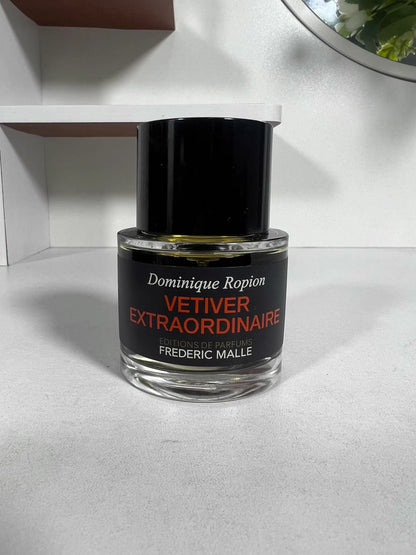 Dominique Ropion
VETIVER
EXTRAORDINAIRE
EDITIONS DE PARFUMS
FREDERIC MALLE